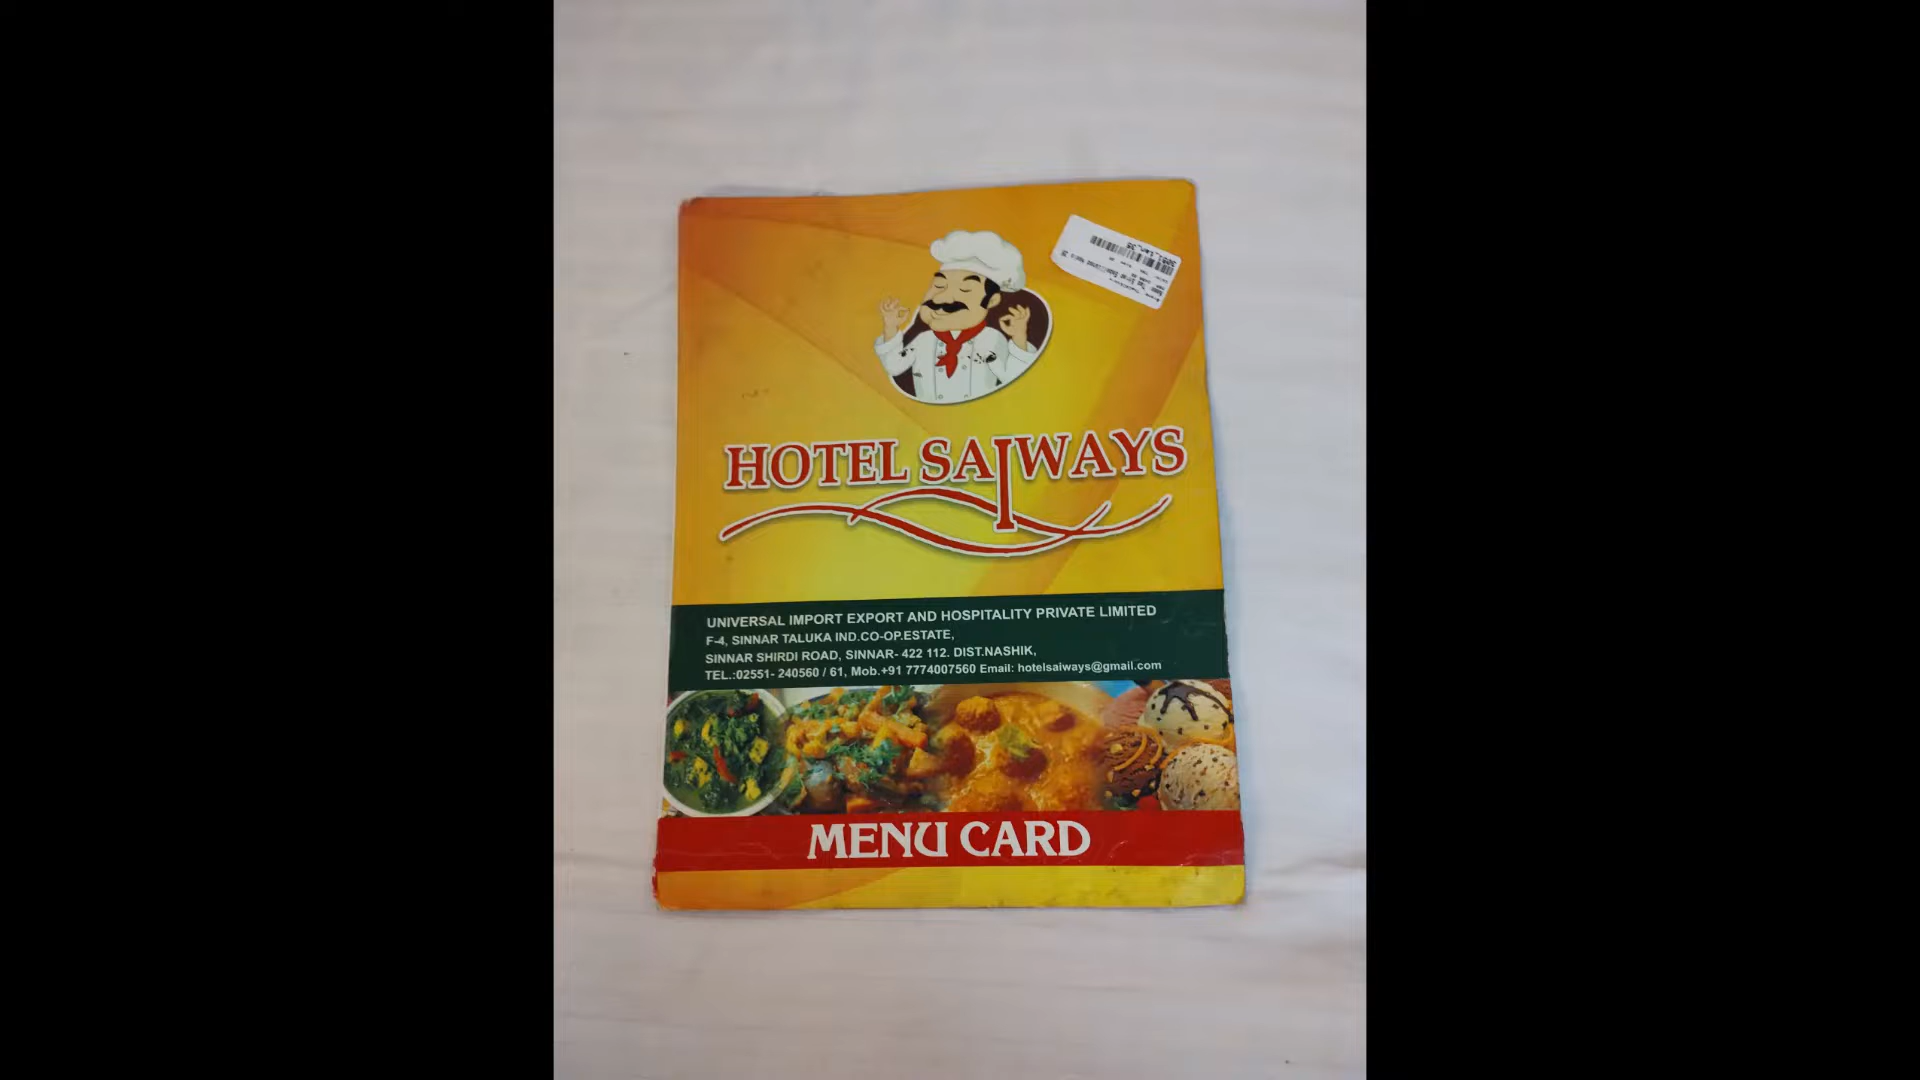 HOTEL SAIWAYS
UNIVERSAL IMPORT EXPORT AND HOSPITALITY PRIVATE LIMITED
F-4, SINNAR TALUKA IND.CO-OP.ESTATE,
SINNAR SHIRDI ROAD, SINNAR- 422 112. DIST.NASHIK,
TEL.:02551- 240560 / 61, Mob.+91 7774007560 Email: hotelsaiways@gmail.com
MENU CARD